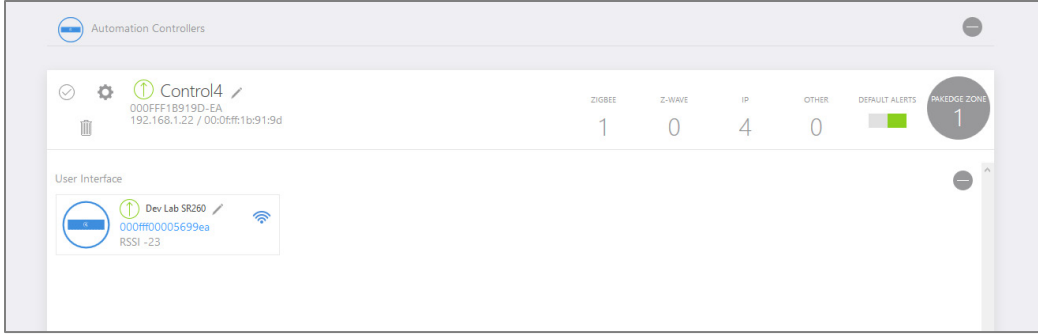 Automation Controllers
Control4
000FFF1B919D-EA
192.168.1.22 / 00:0f:ff:1b:91:9d
ZIGBEE Z-WAVE IP OTHER DEFAULT ALERTS PAKEDGE ZONE
1 0 4 0 1
User Interface
Dev Lab SR260
000fff00005699ea
RSSI -23